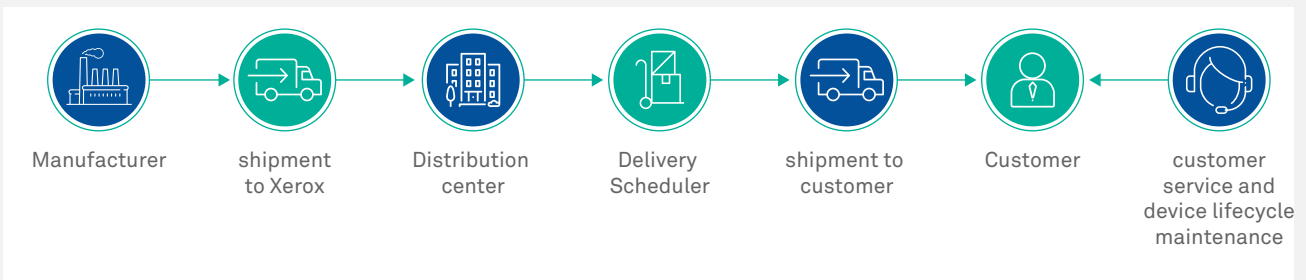 Manufacturer
shipment
to Xerox
Distribution
center
Delivery
Scheduler
shipment to
customer
Customer
customer
service and
device lifecycle
maintenance